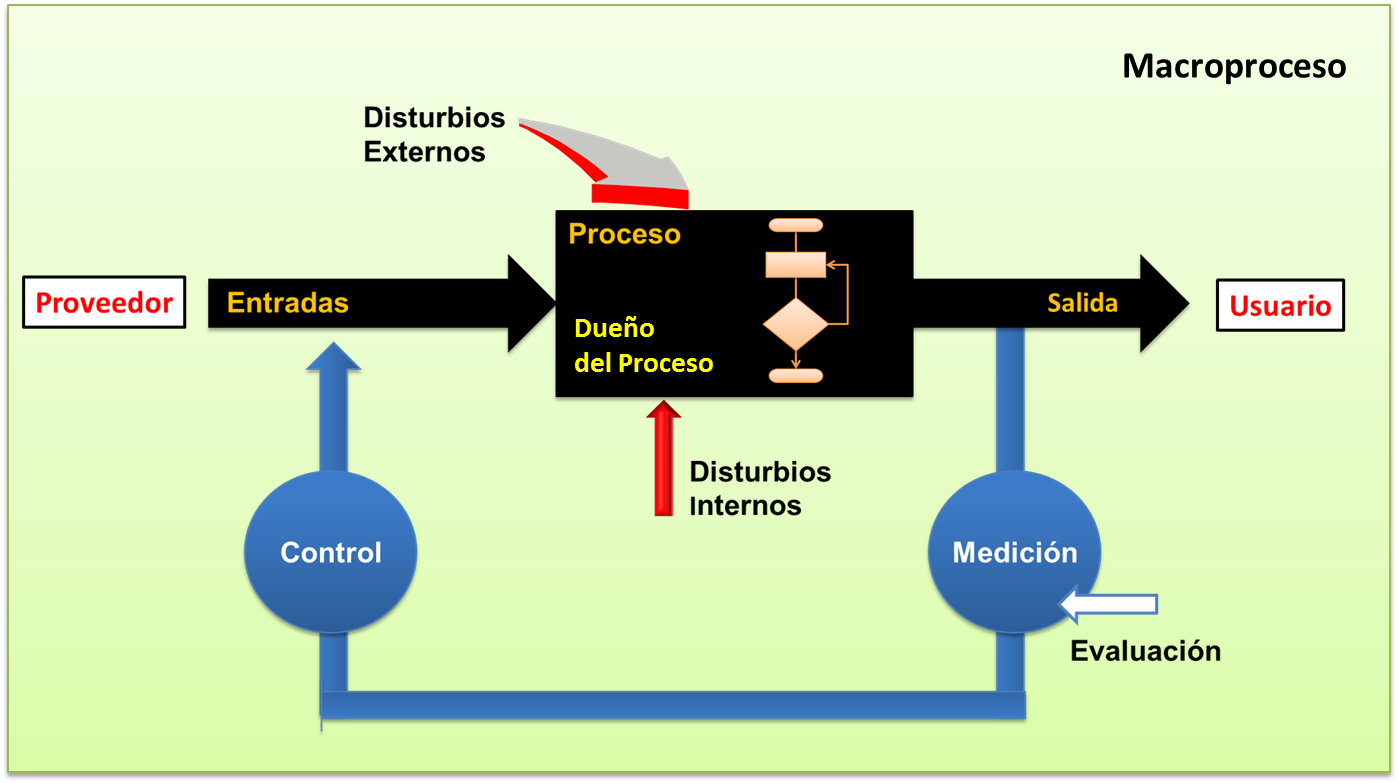 Macroproceso
Disturbios
Externos
Proceso
Proveedor
Entradas
Dueño
del Proceso
Salida
Usuario
Disturbios
Internos
Control
Medición
Evaluación